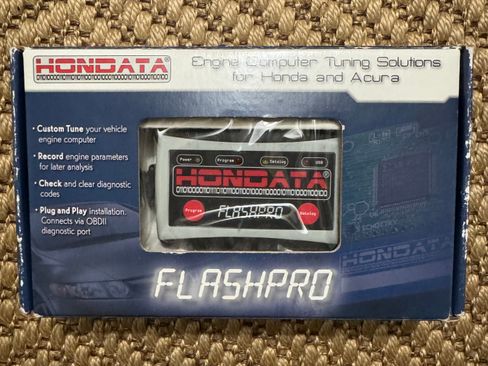 HONDATA
Engine Computer Tuning Solutions
for Honda and Acura
• Custom Tune your vehicle
engine computer
• Record engine parameters
for later analysis
• Check and clear diagnostic
codes
• Plug and Play installation.
Connects via OBDII
diagnostic port
Power Program Datalog USB
HONDATA
Program FLASHPRO Datalog
FLASHPRO